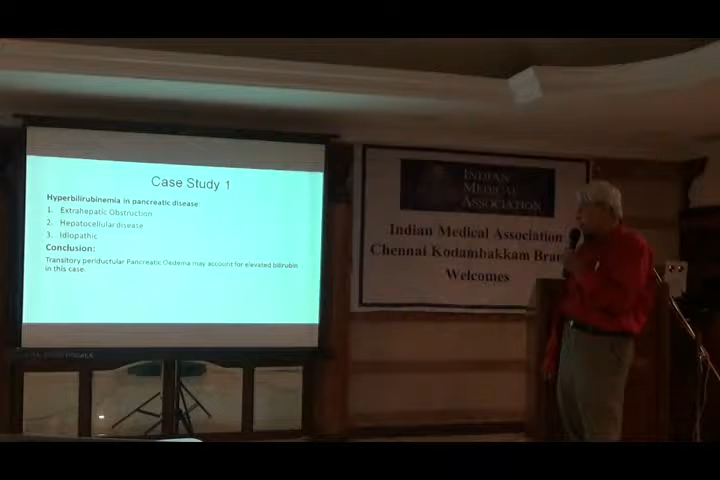 Case Study 1
Hyperbilirubinemia in pancreatic disease:
1. Extrahepatic Obstruction
2. Hepatocellular disease
3. Idiopathic
Conclusion:
Transitory periductular Pancreatic Oedema may account for elevated bilirubin
in this case.
INDIAN
MEDICAL
ASSOCIATION
Indian Medical Association
Chennai Kodambakkam Bran
Welcomes